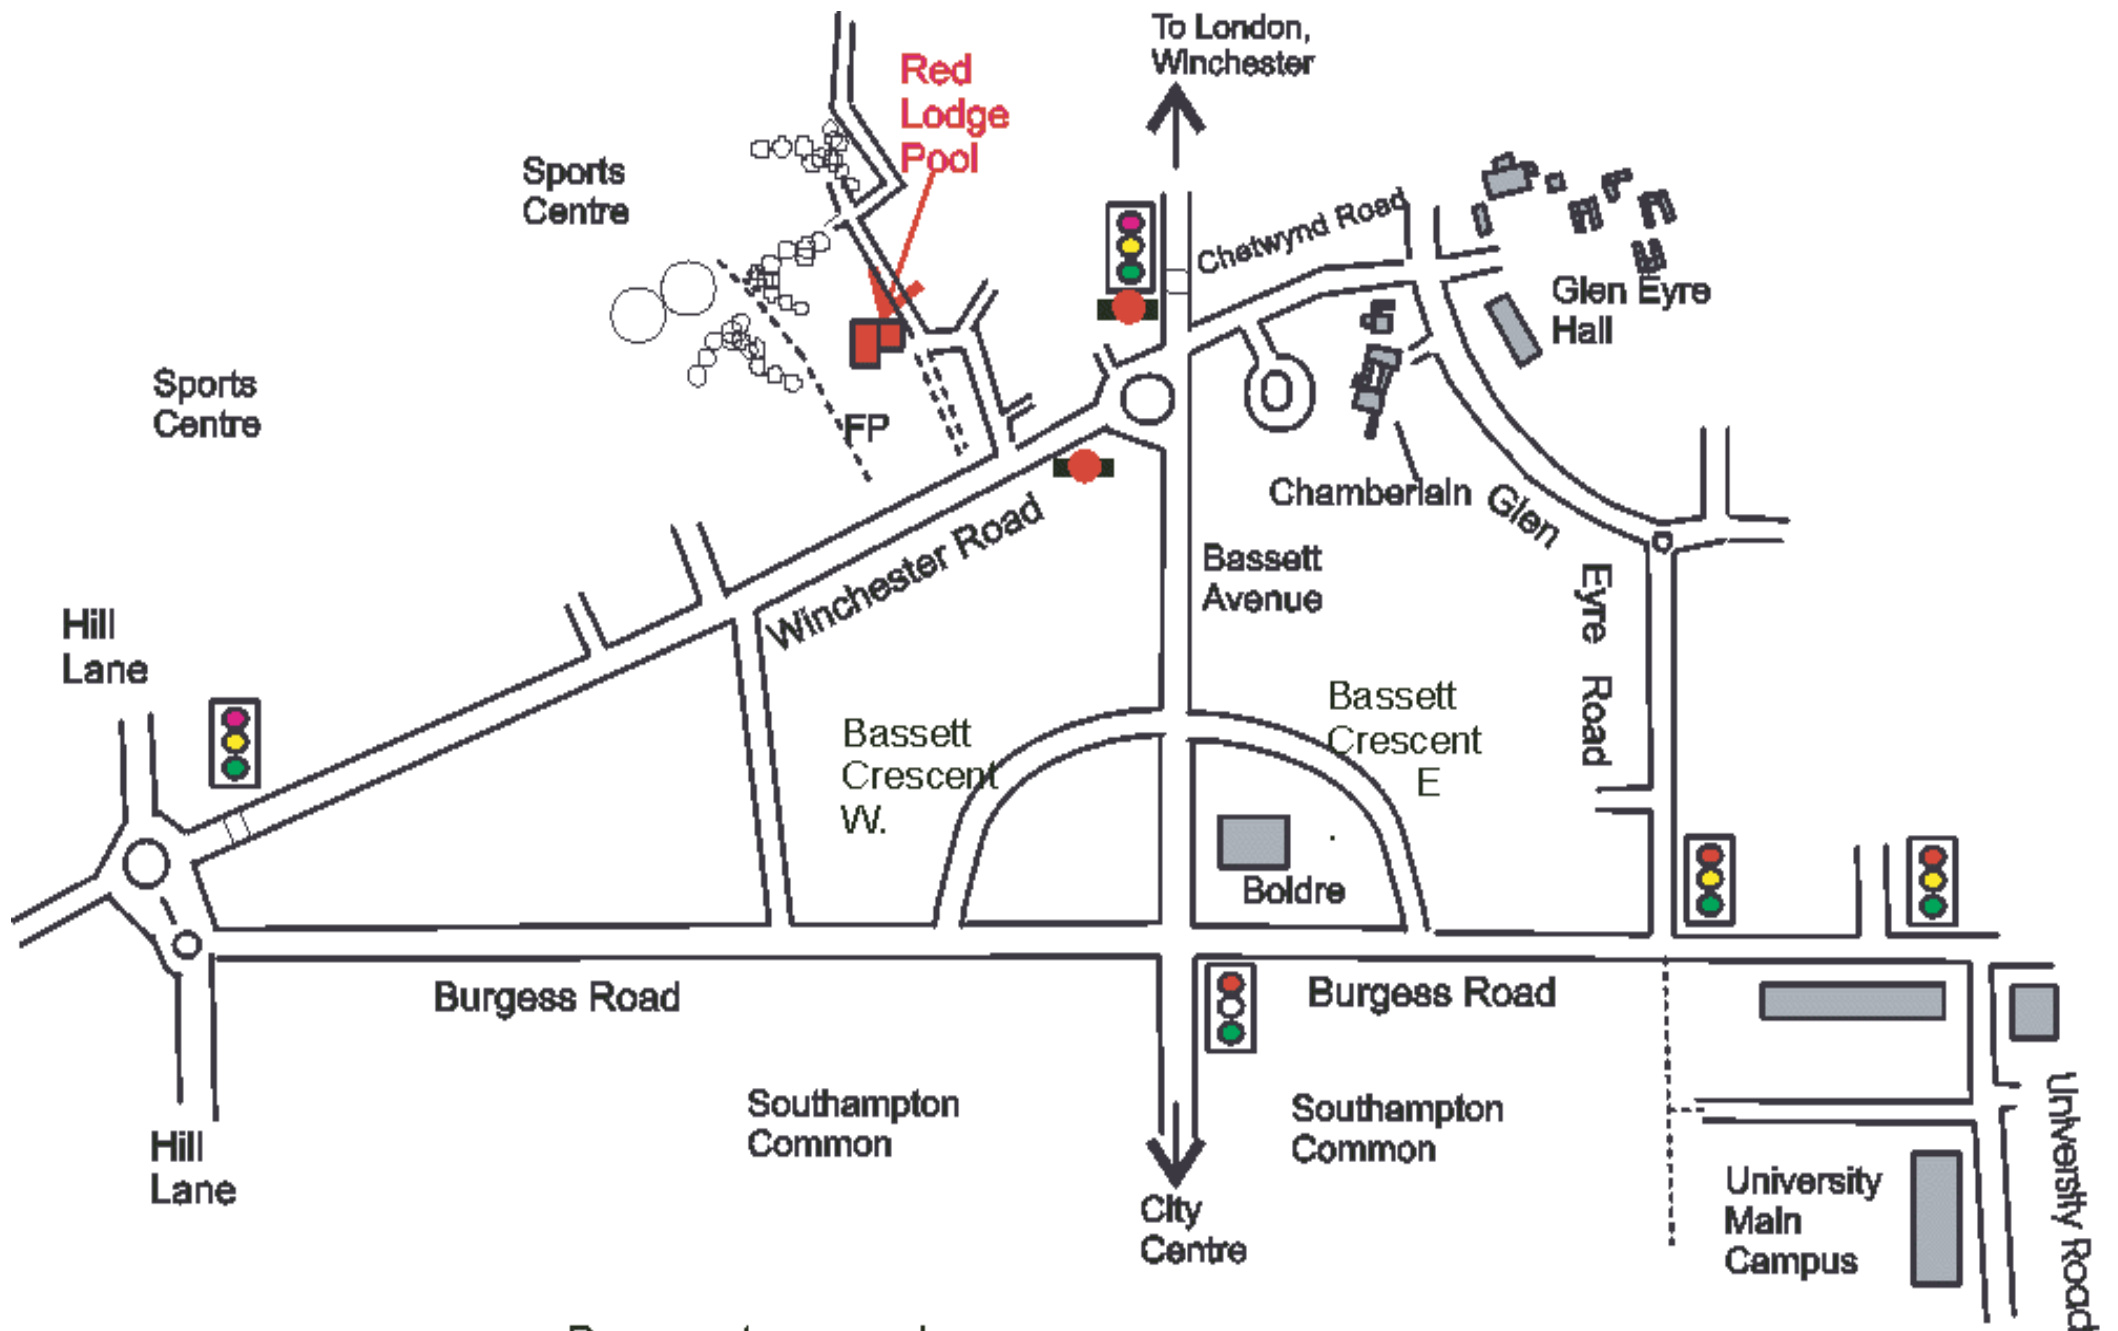 To London,
Winchester
Red
Lodge
Pool
Sports
Centre
Chetwynd Road
Glen Eyre
Hall
Sports
Centre
FP
Chamberlain
Glen
Eyre
Road
Winchester Road
Bassett
Avenue
Hill
Lane
Bassett
Crescent
W.
Bassett
Crescent
E
Boldre
Burgess Road
Burgess Road
Southampton
Common
Southampton
Common
Hill
Lane
City
Centre
University
Main
Campus
University Road